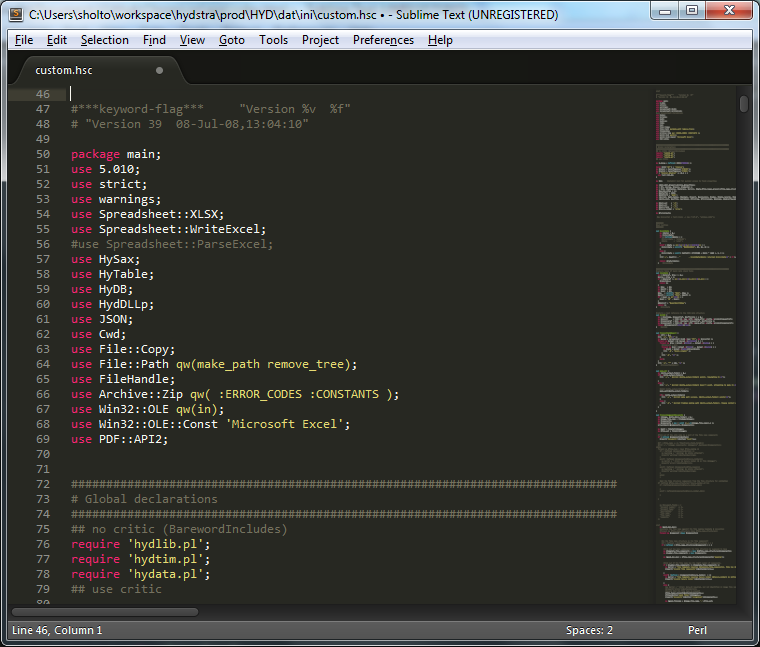 C:\Users\sholto\workspace\hydstra\prod\HYD\dat\ini\custom.hsc • - Sublime Text (UNREGISTERED)
File Edit Selection Find View Goto Tools Project Preferences Help
custom.hsc
46
47 #***keyword-flag***     "Version %v  %f"
48 # "Version 39  08-Jul-08,13:04:10"
49
50 package main;
51 use 5.010;
52 use strict;
53 use warnings;
54 use Spreadsheet::XLSX;
55 use Spreadsheet::WriteExcel;
56 #use Spreadsheet::ParseExcel;
57 use HySax;
58 use HyTable;
59 use HyDB;
60 use HydDLLp;
61 use JSON;
62 use Cwd;
63 use File::Copy;
64 use File::Path qw(make_path remove_tree);
65 use FileHandle;
66 use Archive::Zip qw( :ERROR_CODES :CONSTANTS );
67 use Win32::OLE qw(in);
68 use Win32::OLE::Const 'Microsoft Excel';
69 use PDF::API2;
70
71
72 ##############################################################################
73 # Global declarations
74 ##############################################################################
75 ## no critic (BarewordIncludes)
76 require 'hydlib.pl';
77 require 'hydtim.pl';
78 require 'hydata.pl';
79 ## use critic
80
Line 46, Column 1 Spaces: 2 Perl